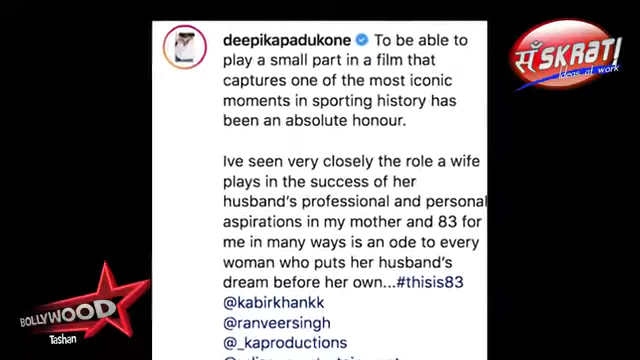 deepikapadukone To be able to
play a small part in a film that
captures one of the most iconic
moments in sporting history has
been an absolute honour.
Ive seen very closely the role a wife
plays in the success of her
husband's professional and personal
aspirations in my mother and 83 for
me in many ways is an ode to every
woman who puts her husband's
dream before her own...#thisis83
@kabirkhankk
@ranveersingh
@_kaproductions
सँSKRATI
Ideas at work
BOLLYWOOD
Tashan